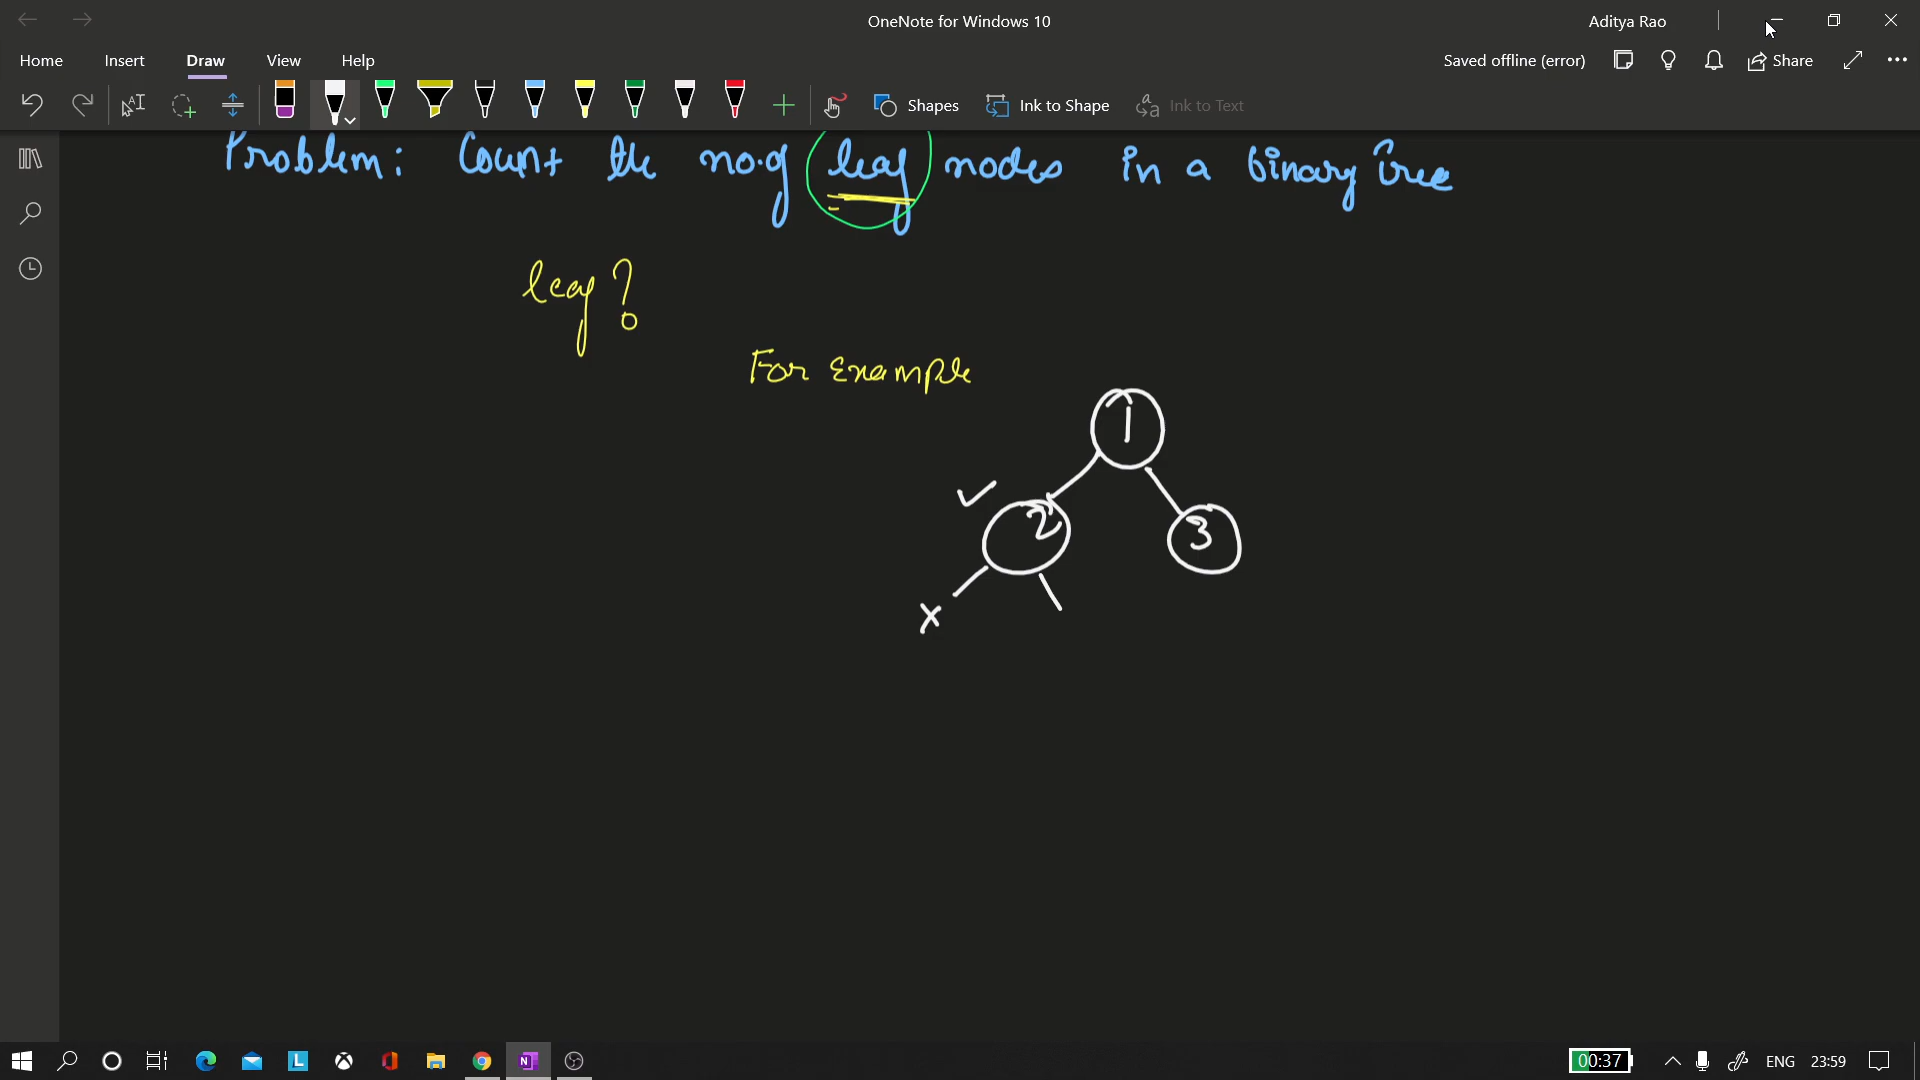 OneNote for Windows 10
Aditya Rao
Home Insert Draw View Help
Saved offline (error) Share
Shapes Ink to Shape Ink to Text
Problem: Count the no.of leaf nodes in a binary tree
leaf?
For Example
1
2
3
x
00:37 ENG 23:59